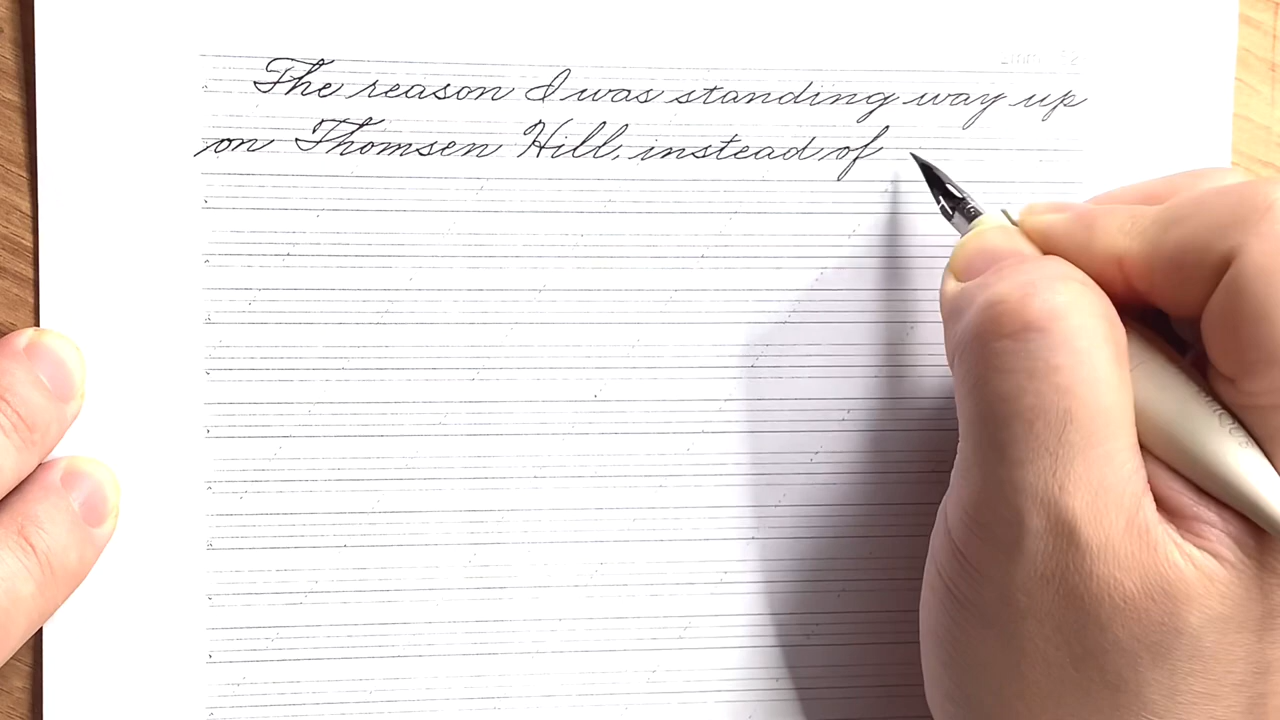 The reason I was standing way up
on Thomsen Hill, instead of